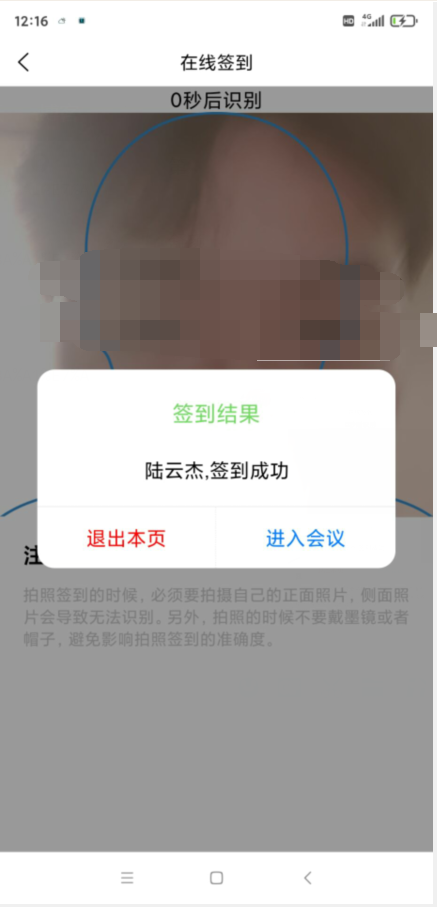 12:16
HD 4G
在线签到
0秒后识别
签到结果
陆云杰,签到成功
退出本页
进入会议
注
拍照签到的时候，必须要拍摄自己的正面照片，侧面照
片会导致无法识别。另外，拍照的时候不要戴墨镜或者
帽子，避免影响拍照签到的准确度。